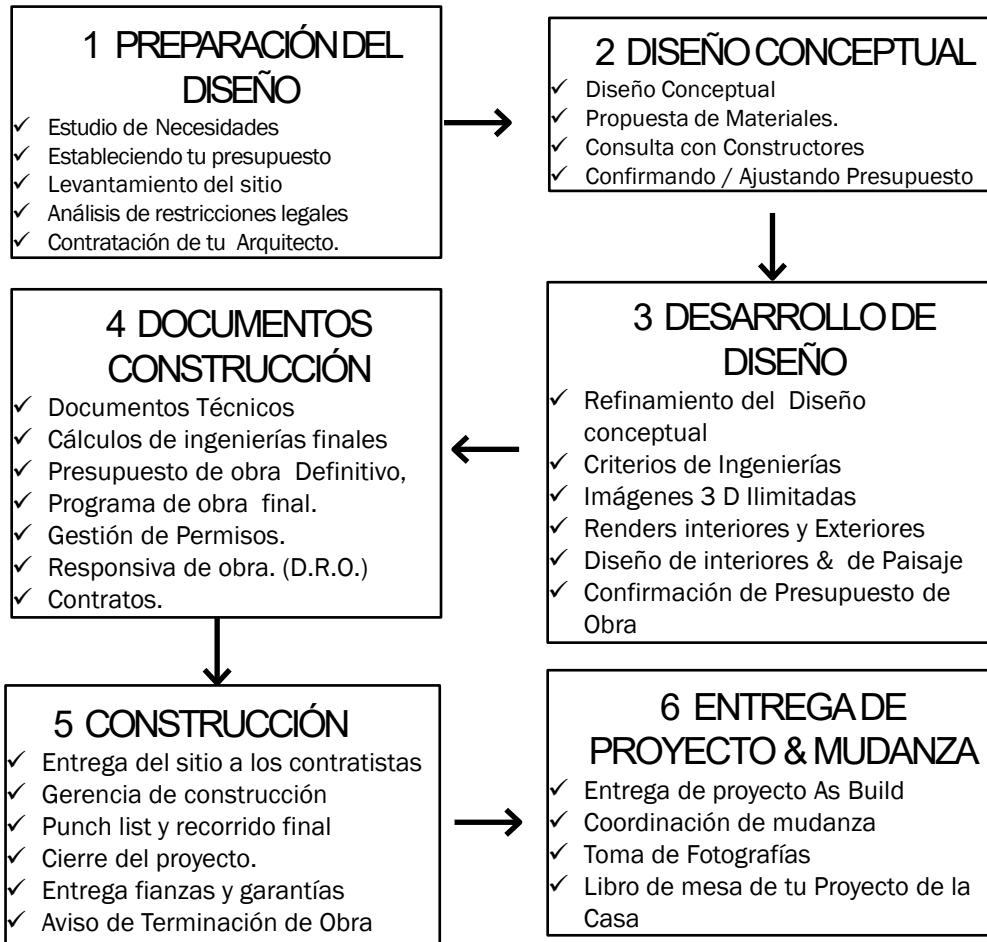 1 PREPARACIÓN DEL
DISEÑO
✓ Estudio de Necesidades
✓ Estableciendo tu presupuesto
✓ Levantamiento del sitio
✓ Análisis de restricciones legales
✓ Contratación de tu Arquitecto.
2 DISEÑO CONCEPTUAL
✓ Diseño Conceptual
✓ Propuesta de Materiales.
✓ Consulta con Constructores
✓ Confirmando / Ajustando Presupuesto
3 DESARROLLO DE
DISEÑO
✓ Refinamiento del Diseño
conceptual
✓ Criterios de Ingenierías
✓ Imágenes 3 D Ilimitadas
✓ Renders interiores y Exteriores
✓ Diseño de interiores & de Paisaje
✓ Confirmación de Presupuesto de
Obra
4 DOCUMENTOS
CONSTRUCCIÓN
✓ Documentos Técnicos
✓ Cálculos de ingenierías finales
✓ Presupuesto de obra Definitivo,
✓ Programa de obra final.
✓ Gestión de Permisos.
✓ Responsiva de obra. (D.R.O.)
✓ Contratos.
5 CONSTRUCCIÓN
✓ Entrega del sitio a los contratistas
✓ Gerencia de construcción
✓ Punch list y recorrido final
✓ Cierre del proyecto.
✓ Entrega fianzas y garantías
✓ Aviso de Terminación de Obra
6 ENTREGA DE
PROYECTO & MUDANZA
✓ Entrega de proyecto As Build
✓ Coordinación de mudanza
✓ Toma de Fotografías
✓ Libro de mesa de tu Proyecto de la
Casa